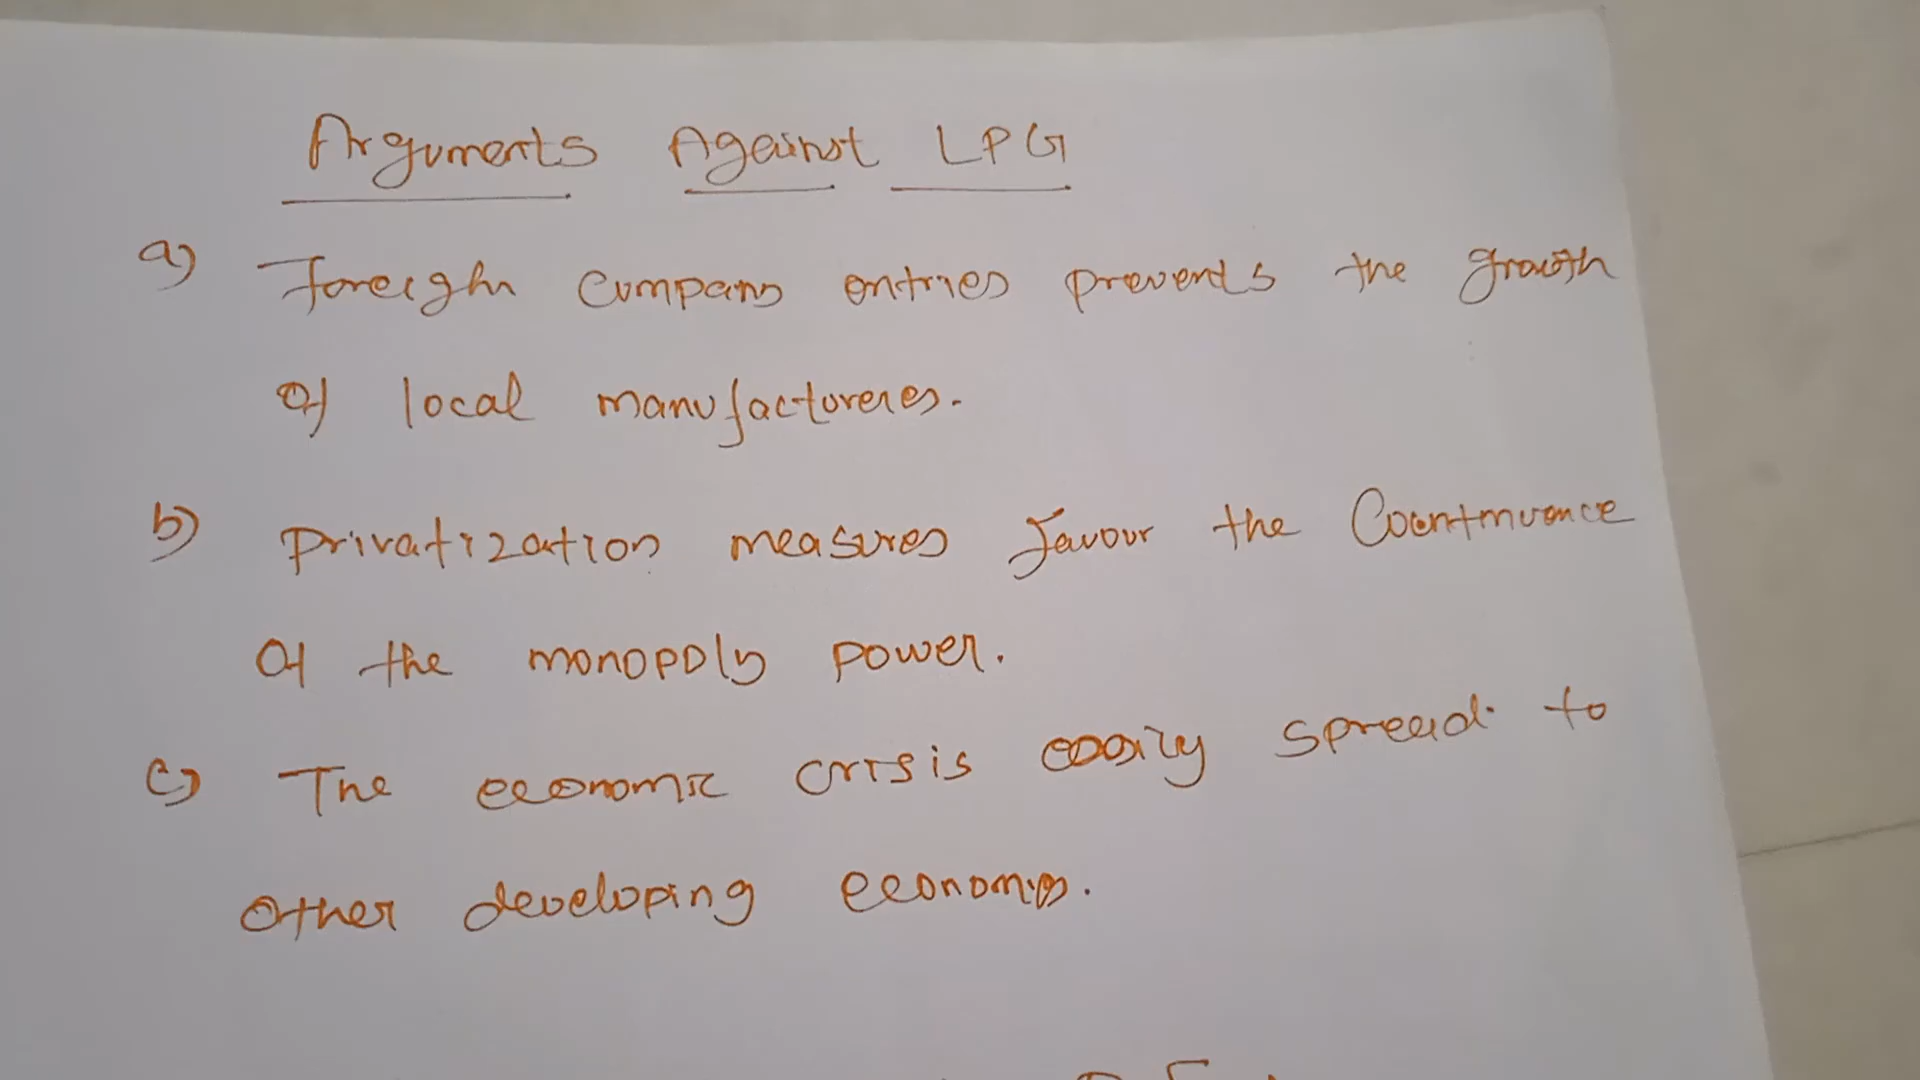 Arguments Against LPG
a) Foreigh Company entries prevents the growth
of local manufactureres.
b) Privatization measures favour the Countinuance
Of the monopoly power.
c) The economic crisis easily spread to
other developing economies.